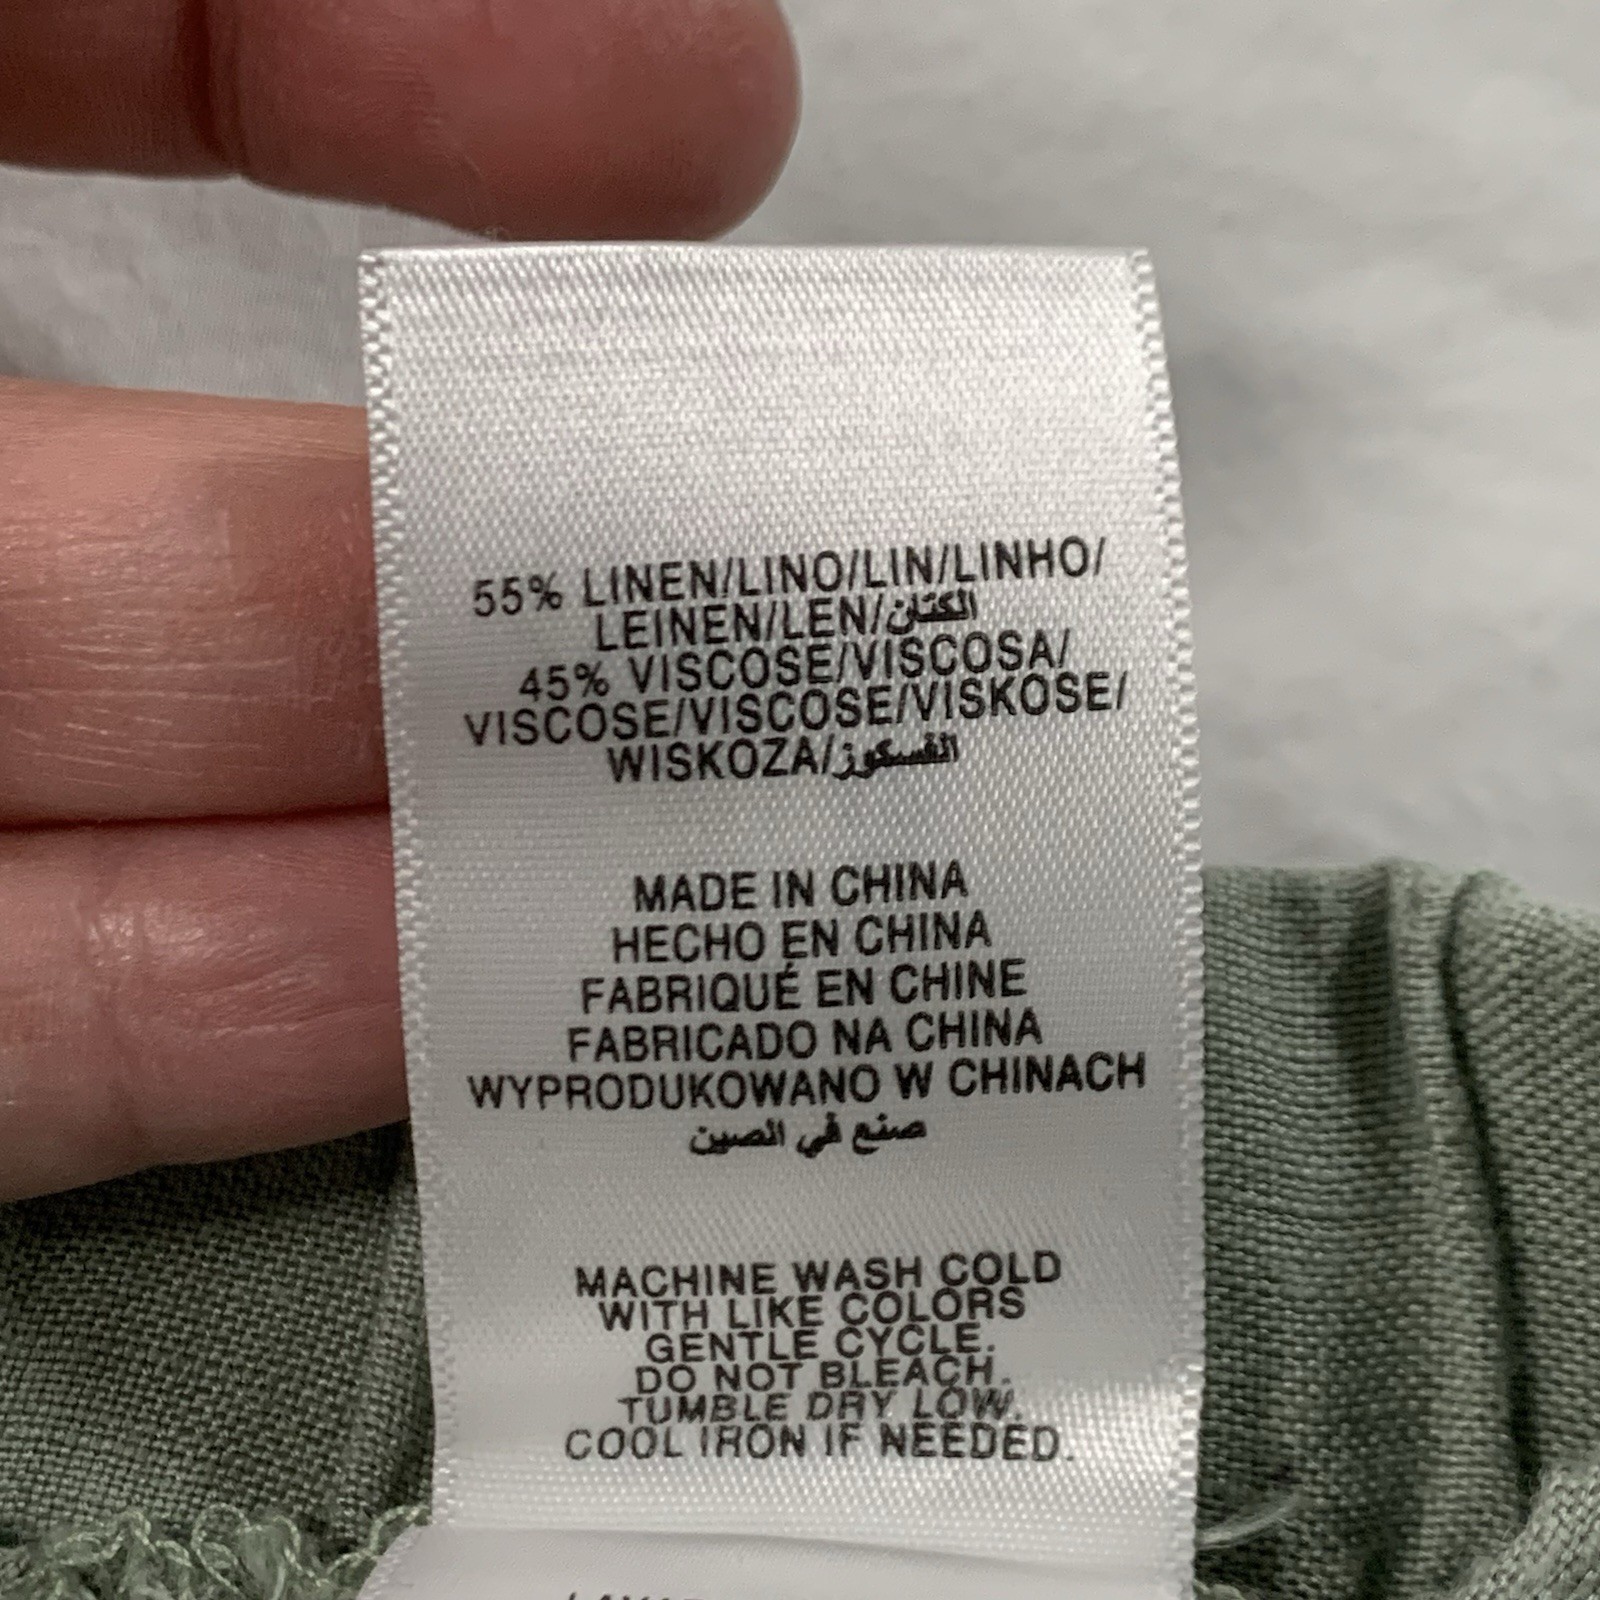 55% LINEN/LINO/LIN/LINHO/
LEINEN/LEN/الكتان
45% VISCOSE/VISCOSA/
VISCOSE/VISCOSE/VISKOSE/
WISKOZA/الفسكوز
MADE IN CHINA
HECHO EN CHINA
FABRIQUÉ EN CHINE
FABRICADO NA CHINA
WYPRODUKOWANO W CHINACH
صنع في الصين
MACHINE WASH COLD
WITH LIKE COLORS
GENTLE CYCLE.
DO NOT BLEACH.
TUMBLE DRY LOW.
COOL IRON IF NEEDED.